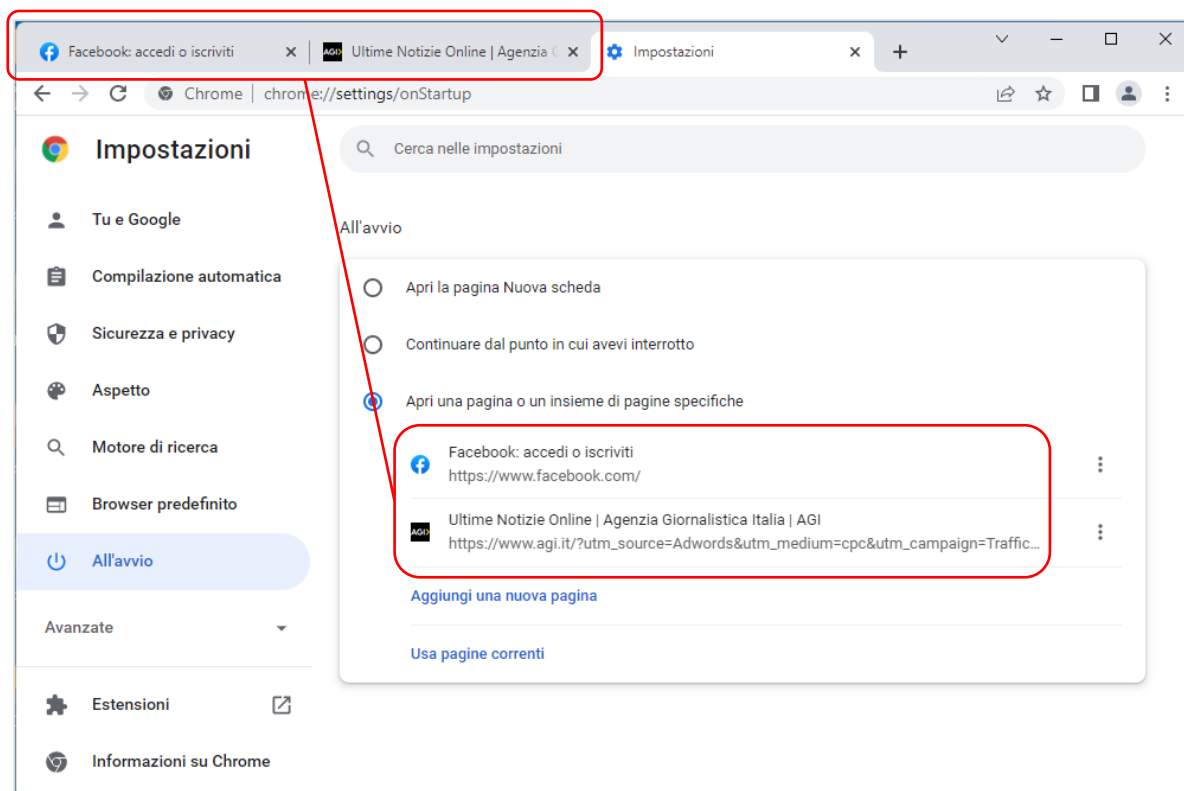 Facebook: accedi o iscriviti
Ultime Notizie Online | Agenzia G
Impostazioni
Chrome | chrome://settings/onStartup
Impostazioni
Cerca nelle impostazioni
Tu e Google
Compilazione automatica
Sicurezza e privacy
Aspetto
Motore di ricerca
Browser predefinito
All'avvio
Avanzate
Estensioni
Informazioni su Chrome
All'avvio
Apri la pagina Nuova scheda
Continuare dal punto in cui avevi interrotto
Apri una pagina o un insieme di pagine specifiche
Facebook: accedi o iscriviti
https://www.facebook.com/
AGI
Ultime Notizie Online | Agenzia Giornalistica Italia | AGI
https://www.agi.it/?utm_source=Adwords&utm_medium=cpc&utm_campaign=Traffic...
Aggiungi una nuova pagina
Usa pagine correnti